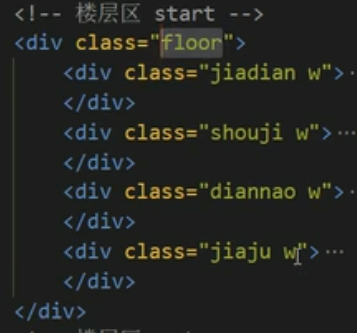 <!-- 楼层区 start -->
<div class="floor">
<div class="jiadian w">·
</div>
<div class="shouji w">···
</div>
<div class="diannao w">·
</div>
<div class="jiaju w">···
</div>
</div>